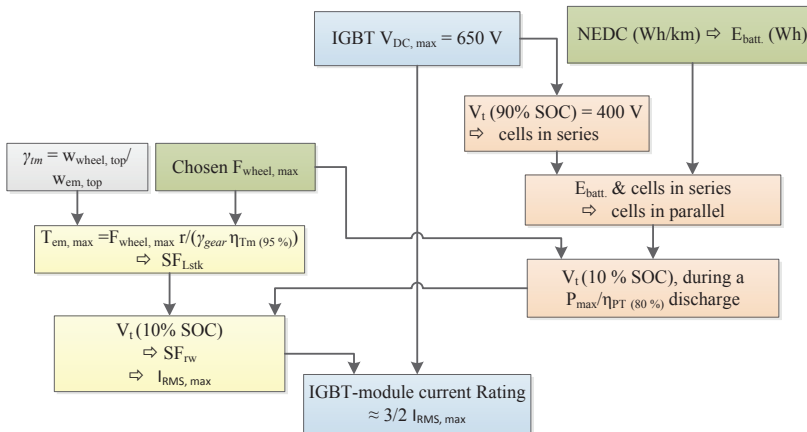 IGBT V_DC, max = 650 V
NEDC (Wh/km) ⇨ E_batt. (Wh)
V_t (90% SOC) = 400 V
⇨ cells in series
γ_tm = w_wheel, top/
w_em, top
Chosen F_wheel, max
E_batt. & cells in series
⇨ cells in parallel
T_em, max =F_wheel, max r/(γ_gear η_Tm (95 %))
⇨ SF_Lstk
V_t (10 % SOC), during a
P_max/η_PT (80 %) discharge
V_t (10% SOC)
⇨ SF_rw
⇨ I_RMS, max
IGBT-module current Rating
≈ 3/2 I_RMS, max